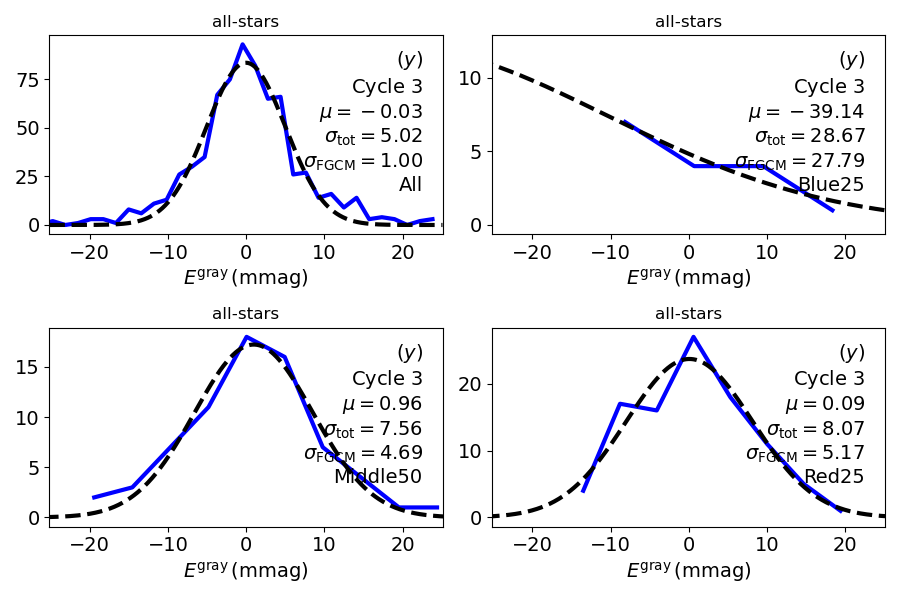 all-stars
(y)
Cycle 3
μ = −0.03
σtot = 5.02
σFGCM = 1.00
All
75
50
25
0
−20 −10 0 10 20
Egray (mmag)
all-stars
(y)
Cycle 3
μ = −39.14
σtot = 28.67
σFGCM = 27.79
Blue25
10
5
0
−20 −10 0 10 20
Egray (mmag)
all-stars
(y)
Cycle 3
μ = 0.96
σtot = 7.56
σFGCM = 4.69
Middle50
15
10
5
0
−20 −10 0 10 20
Egray (mmag)
all-stars
(y)
Cycle 3
μ = 0.09
σtot = 8.07
σFGCM = 5.17
Red25
20
10
0
−20 −10 0 10 20
Egray (mmag)